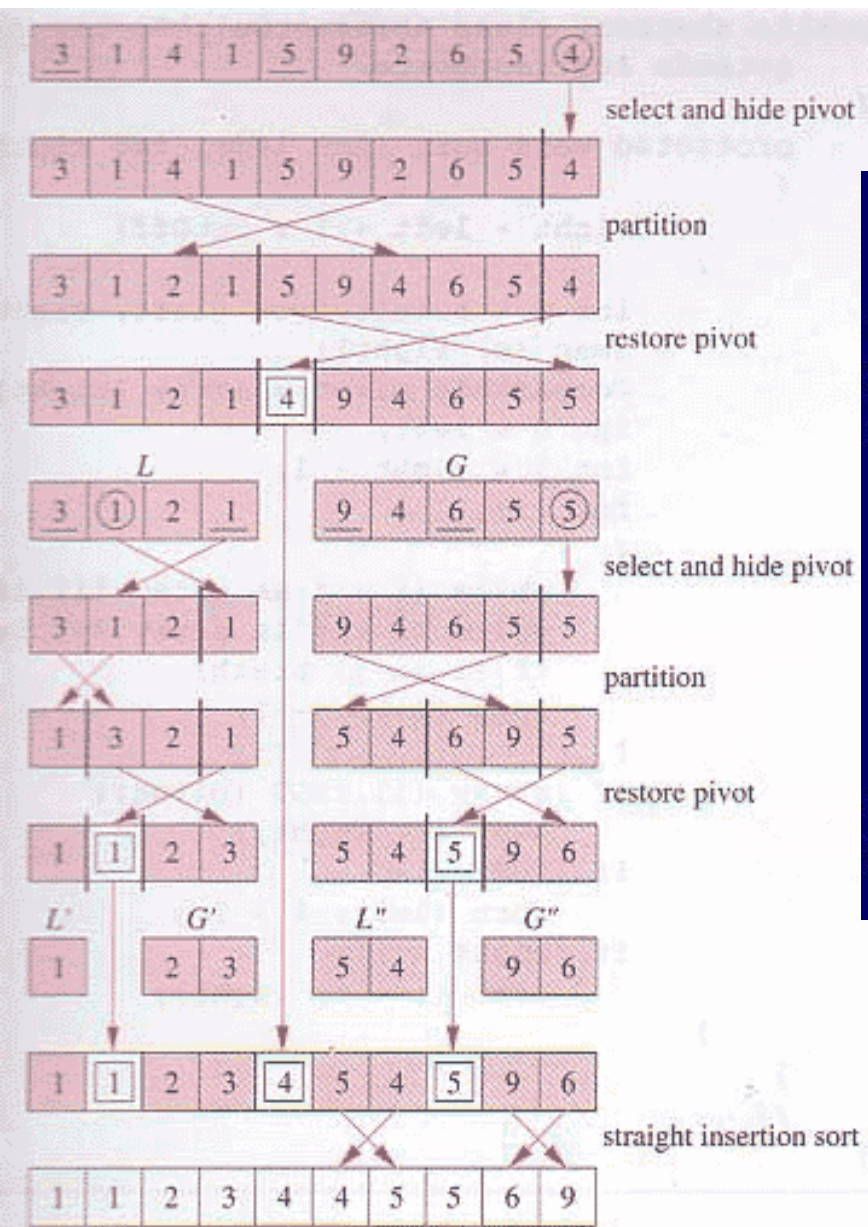 3 1 4 1 5 9 2 6 5 4
select and hide pivot
3 1 4 1 5 9 2 6 5 4
partition
3 1 2 1 5 9 4 6 5 4
restore pivot
3 1 2 1 4 9 4 6 5 5
L G
3 1 2 1 9 4 6 5 5
select and hide pivot
3 1 2 1 9 4 6 5 5
partition
1 3 2 1 5 4 6 9 5
restore pivot
1 1 2 3 5 4 5 9 6
L' G' L" G"
1 2 3 5 4 9 6
1 1 2 3 4 5 4 5 9 6
straight insertion sort
1 1 2 3 4 4 5 5 6 9